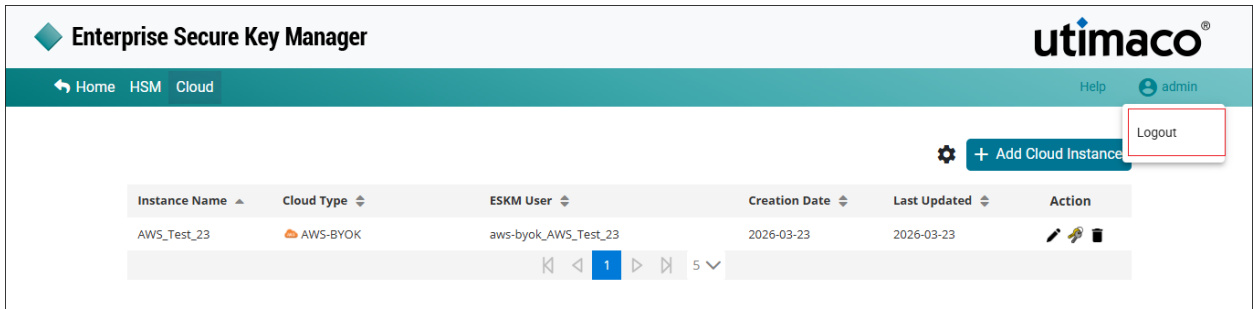 Enterprise Secure Key Manager
utimaco®
Home HSM Cloud Help admin
Logout
+ Add Cloud Instance
Instance Name Cloud Type ESKM User Creation Date Last Updated Action
AWS_Test_23 AWS-BYOK aws-byok_AWS_Test_23 2026-03-23 2026-03-23
1 5